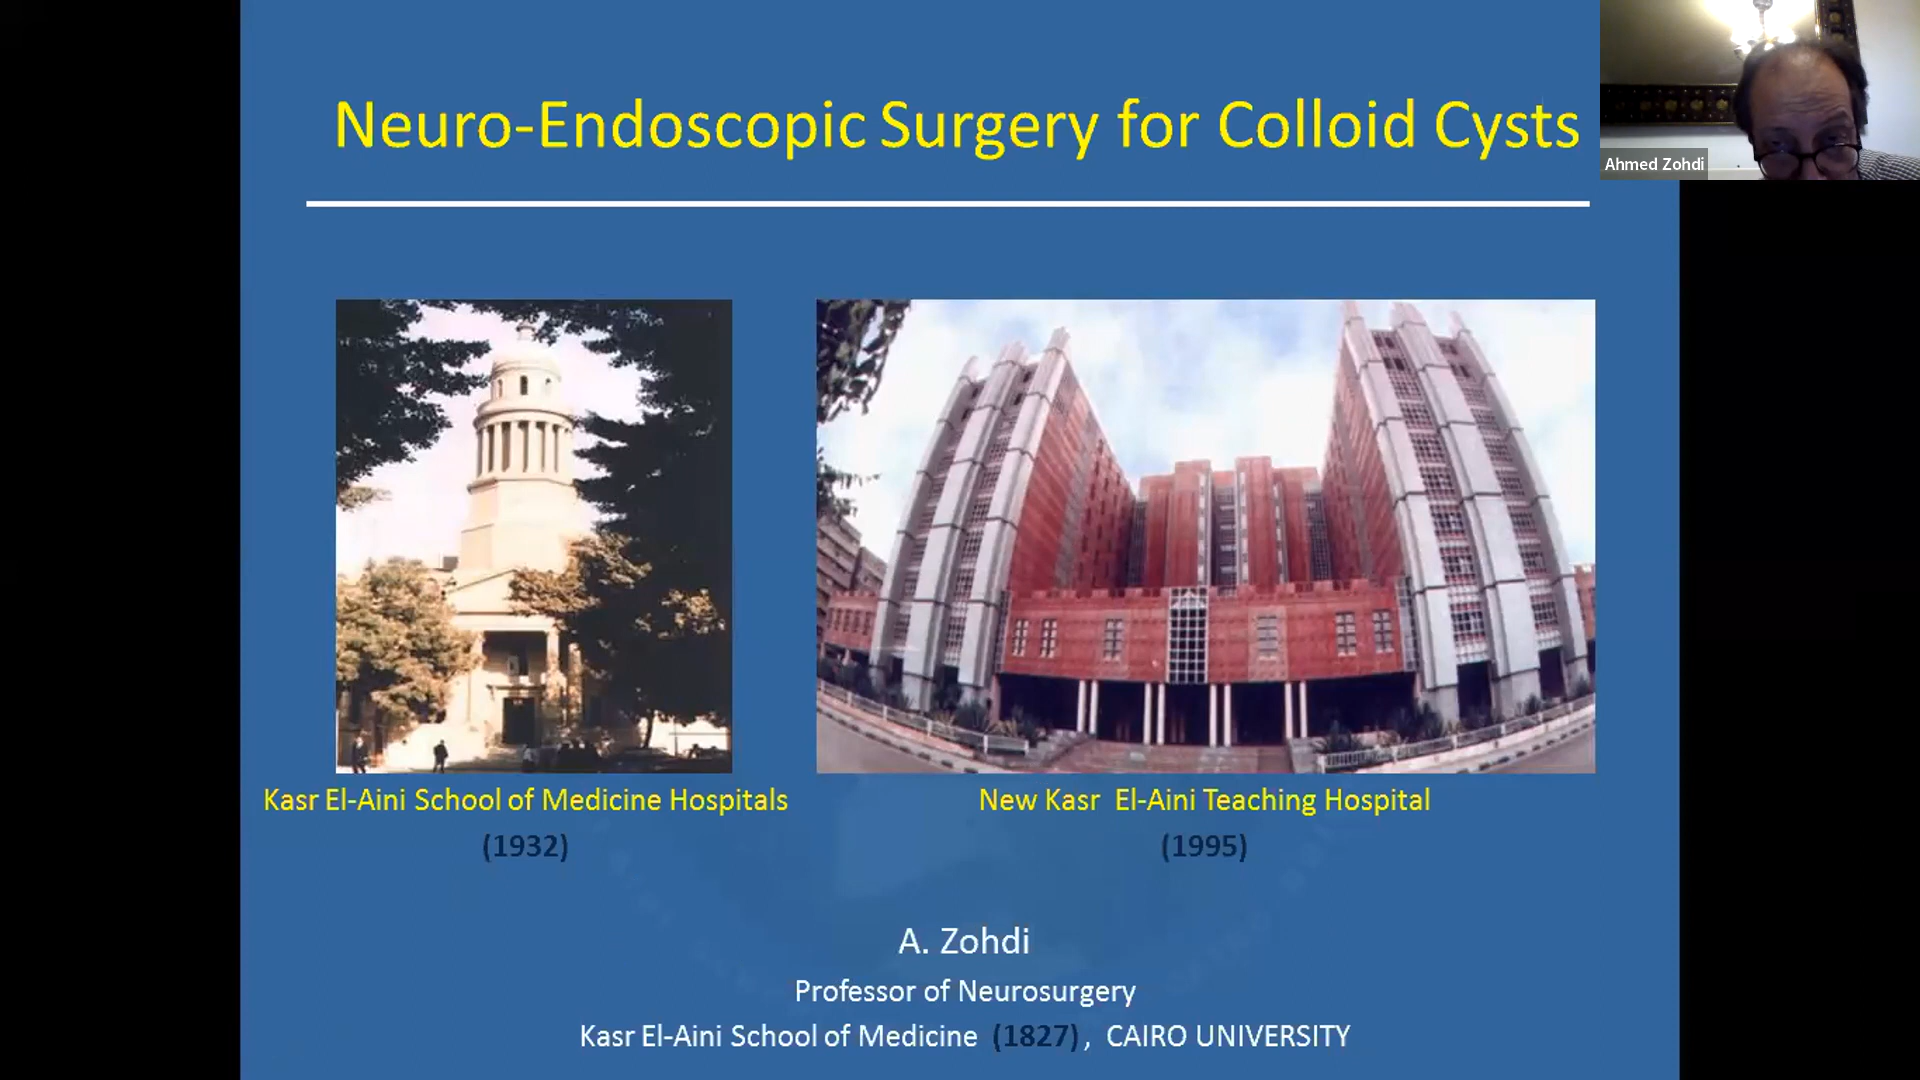 Neuro-Endoscopic Surgery for Colloid Cysts
Ahmed Zohdi
Kasr El-Aini School of Medicine Hospitals
(1932)
New Kasr El-Aini Teaching Hospital
(1995)
A. Zohdi
Professor of Neurosurgery
Kasr El-Aini School of Medicine (1827), CAIRO UNIVERSITY